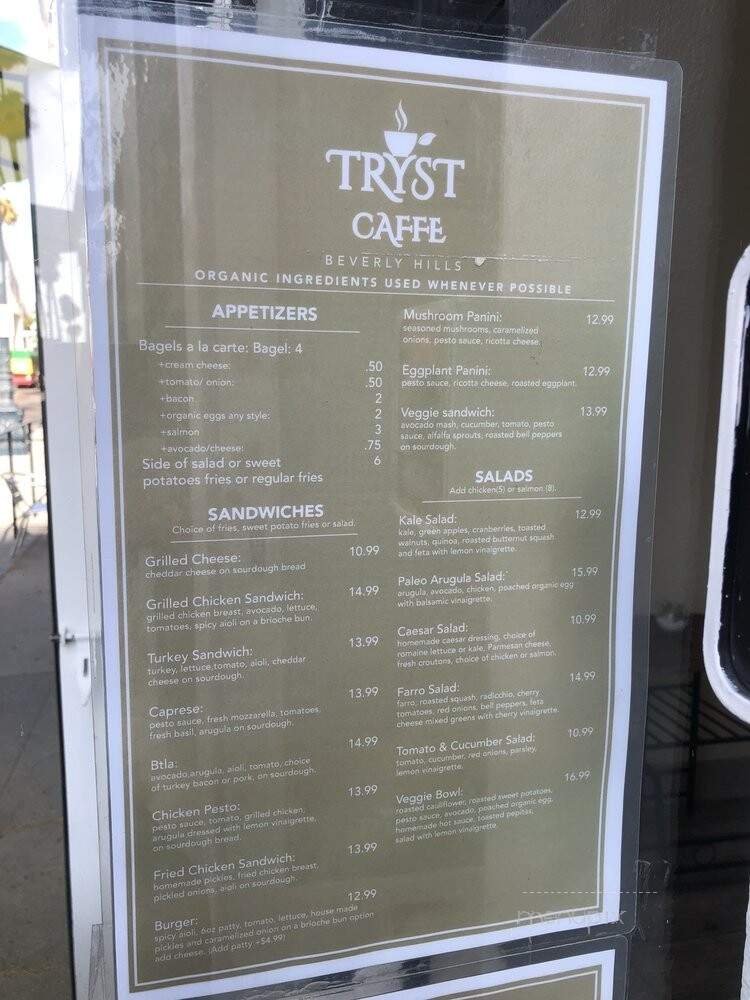 TRYST
CAFFE
BEVERLY HILLS
ORGANIC INGREDIENTS USED WHENEVER POSSIBLE
APPETIZERS
Bagels a la carte: Bagel: 4
+cream cheese: .50
+tomato/ onion: .50
+bacon 2
+organic eggs any style: 2
+salmon 3
+avocado/cheese: .75
Side of salad or sweet 6
potatoes fries or regular fries
SANDWICHES
Choice of fries, sweet potato fries or salad.
Grilled Cheese: 10.99
cheddar cheese on sourdough bread
Grilled Chicken Sandwich: 14.99
grilled chicken breast, avocado, lettuce,
tomatoes, spicy aioli on a brioche bun.
Turkey Sandwich: 13.99
turkey, lettuce,tomato, aioli, cheddar
cheese on sourdough.
Caprese: 13.99
pesto sauce, fresh mozzarella, tomatoes,
fresh basil, arugula on sourdough.
Btla: 14.99
avocado,arugula, aioli, tomato, choice
of turkey bacon or pork, on sourdough.
Chicken Pesto: 13.99
pesto sauce, tomato, grilled chicken,
arugula dressed with lemon vinaigrette,
on sourdough bread.
Fried Chicken Sandwich: 13.99
homemade pickles, fried chicken breast,
pickled onions, aioli on sourdough.
Burger: 12.99
spicy aioli, 6oz patty, tomato, lettuce, house made
pickles and caramelized onion on a brioche bun option
add cheese. (Add patty +$4.99)
Mushroom Panini: 12.99
seasoned mushrooms, caramelized
onions, pesto sauce, ricotta cheese.
Eggplant Panini: 12.99
pesto sauce, ricotta cheese, roasted eggplant.
Veggie sandwich: 13.99
avocado mash, cucumber, tomato, pesto
sauce, alfalfa sprouts, roasted bell peppers
on sourdough.
SALADS
Add chicken(5) or salmon (8).
Kale Salad: 12.99
kale, green apples, cranberries, toasted
walnuts, quinoa, roasted butternut squash
and feta with lemon vinaigrette.
Paleo Arugula Salad: 15.99
arugula, avocado, chicken, poached organic egg
with balsamic vinaigrette.
Caesar Salad: 10.99
homemade caesar dressing, choice of
romaine lettuce or kale, Parmesan cheese,
fresh croutons, choice of chicken or salmon.
Farro Salad: 14.99
farro, roasted squash, radicchio, cherry
tomatoes, red onions, bell peppers, feta
cheese mixed greens with cherry vinaigrette.
Tomato & Cucumber Salad: 10.99
tomato, cucumber, red onions, parsley,
lemon vinaigrette.
Veggie Bowl: 16.99
roasted cauliflower, roasted sweet potatoes,
pesto sauce, avocado, poached organic egg,
homemade hot sauce, toasted pepitas,
salad with lemon vinaigrette.
menupix